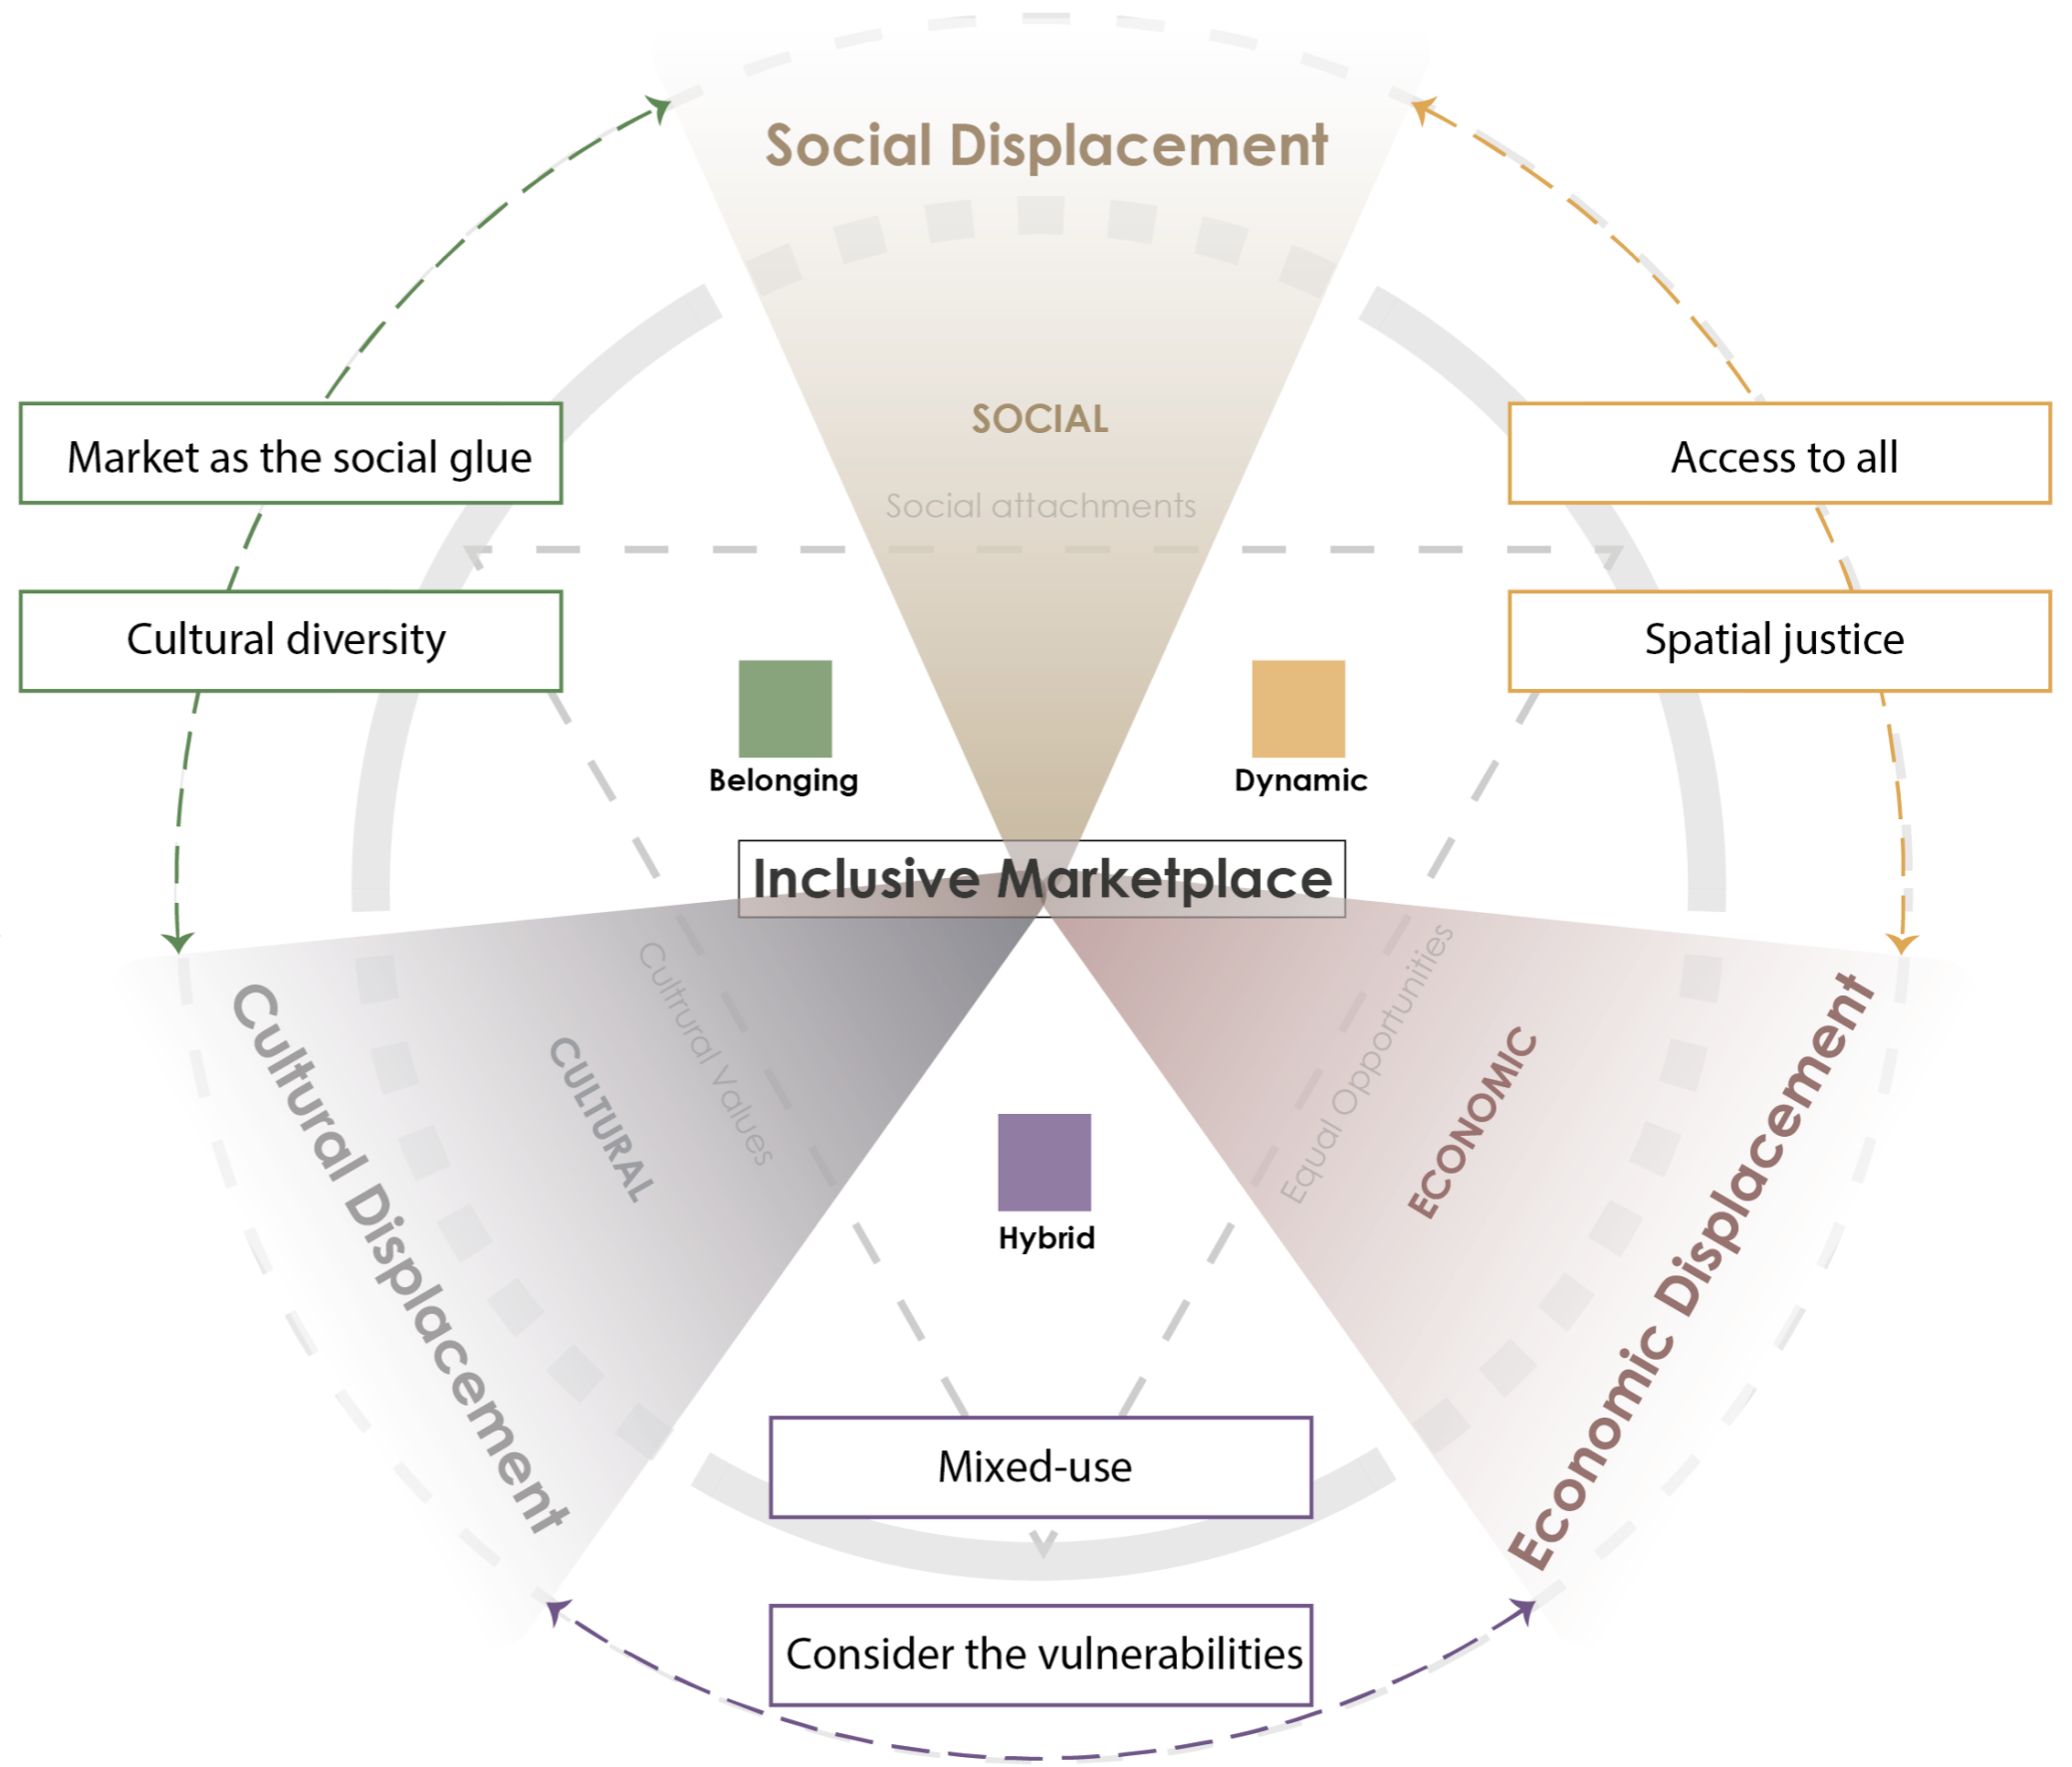 Social Displacement
SOCIAL
Social attachments
Market as the social glue
Access to all
Cultural diversity
Spatial justice
Belonging
Dynamic
Inclusive Marketplace
Cultural Displacement
CULTURAL
Cultrural Values
Equal Opportunities
ECONOMIC
Economic Displacement
Hybrid
Mixed-use
Consider the vulnerabilities